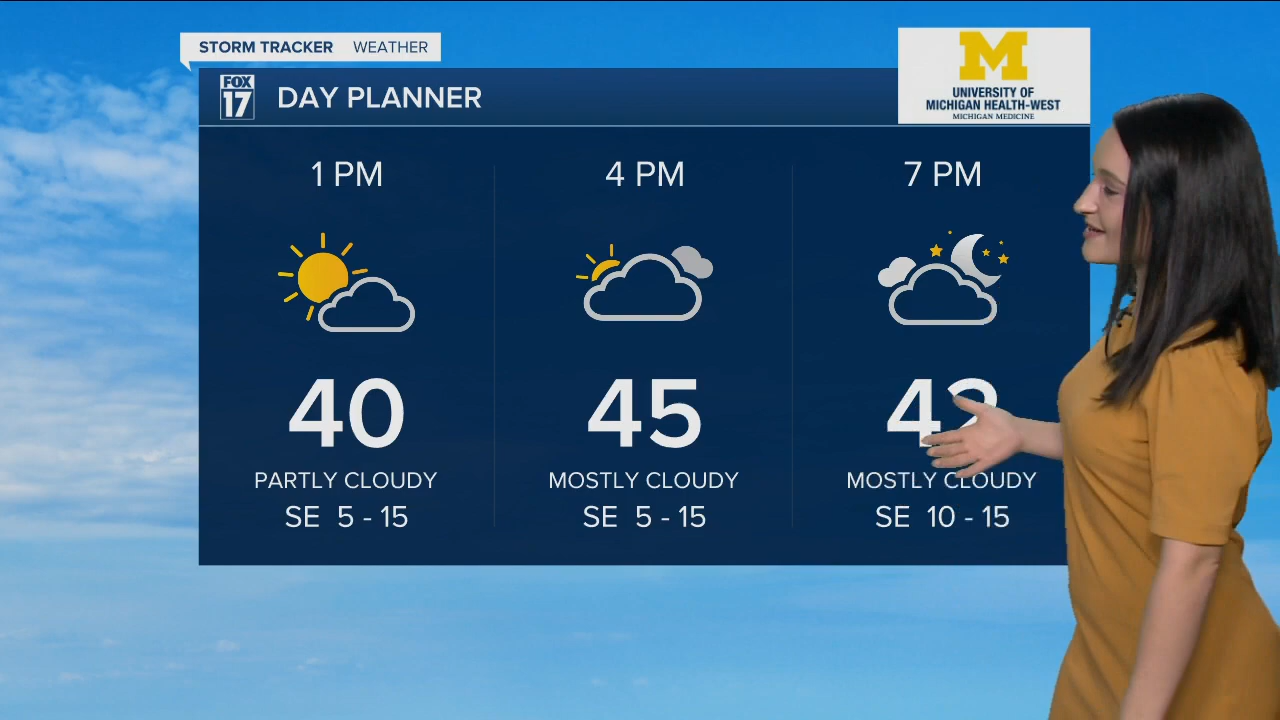 STORM TRACKER WEATHER
FOX
17
DAY PLANNER
M
UNIVERSITY OF
MICHIGAN HEALTH-WEST
MICHIGAN MEDICINE
1 PM 4 PM 7 PM
40 45
PARTLY CLOUDY MOSTLY CLOUDY MOSTLY CLOUDY
SE 5 - 15 SE 5 - 15 SE 10 - 15